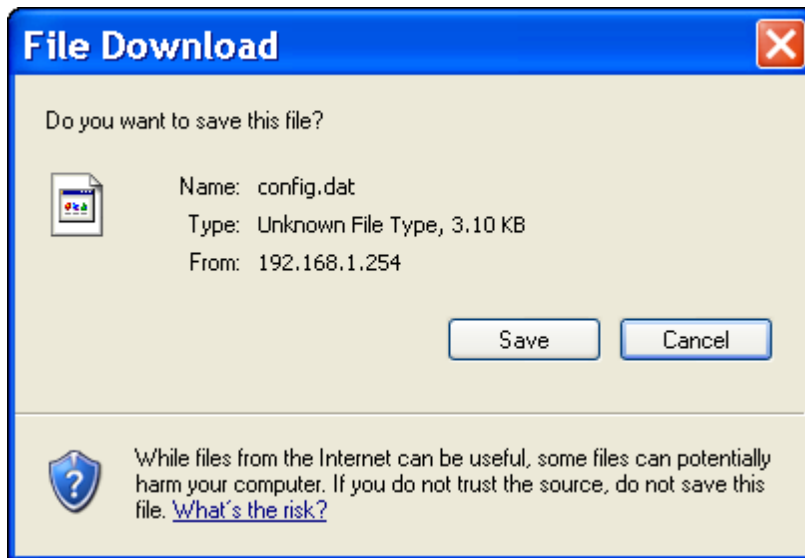 File Download
Do you want to save this file?
Name: config.dat
Type: Unknown File Type, 3.10 KB
From: 192.168.1.254
Save Cancel
While files from the Internet can be useful, some files can potentially
harm your computer. If you do not trust the source, do not save this
file. What's the risk?